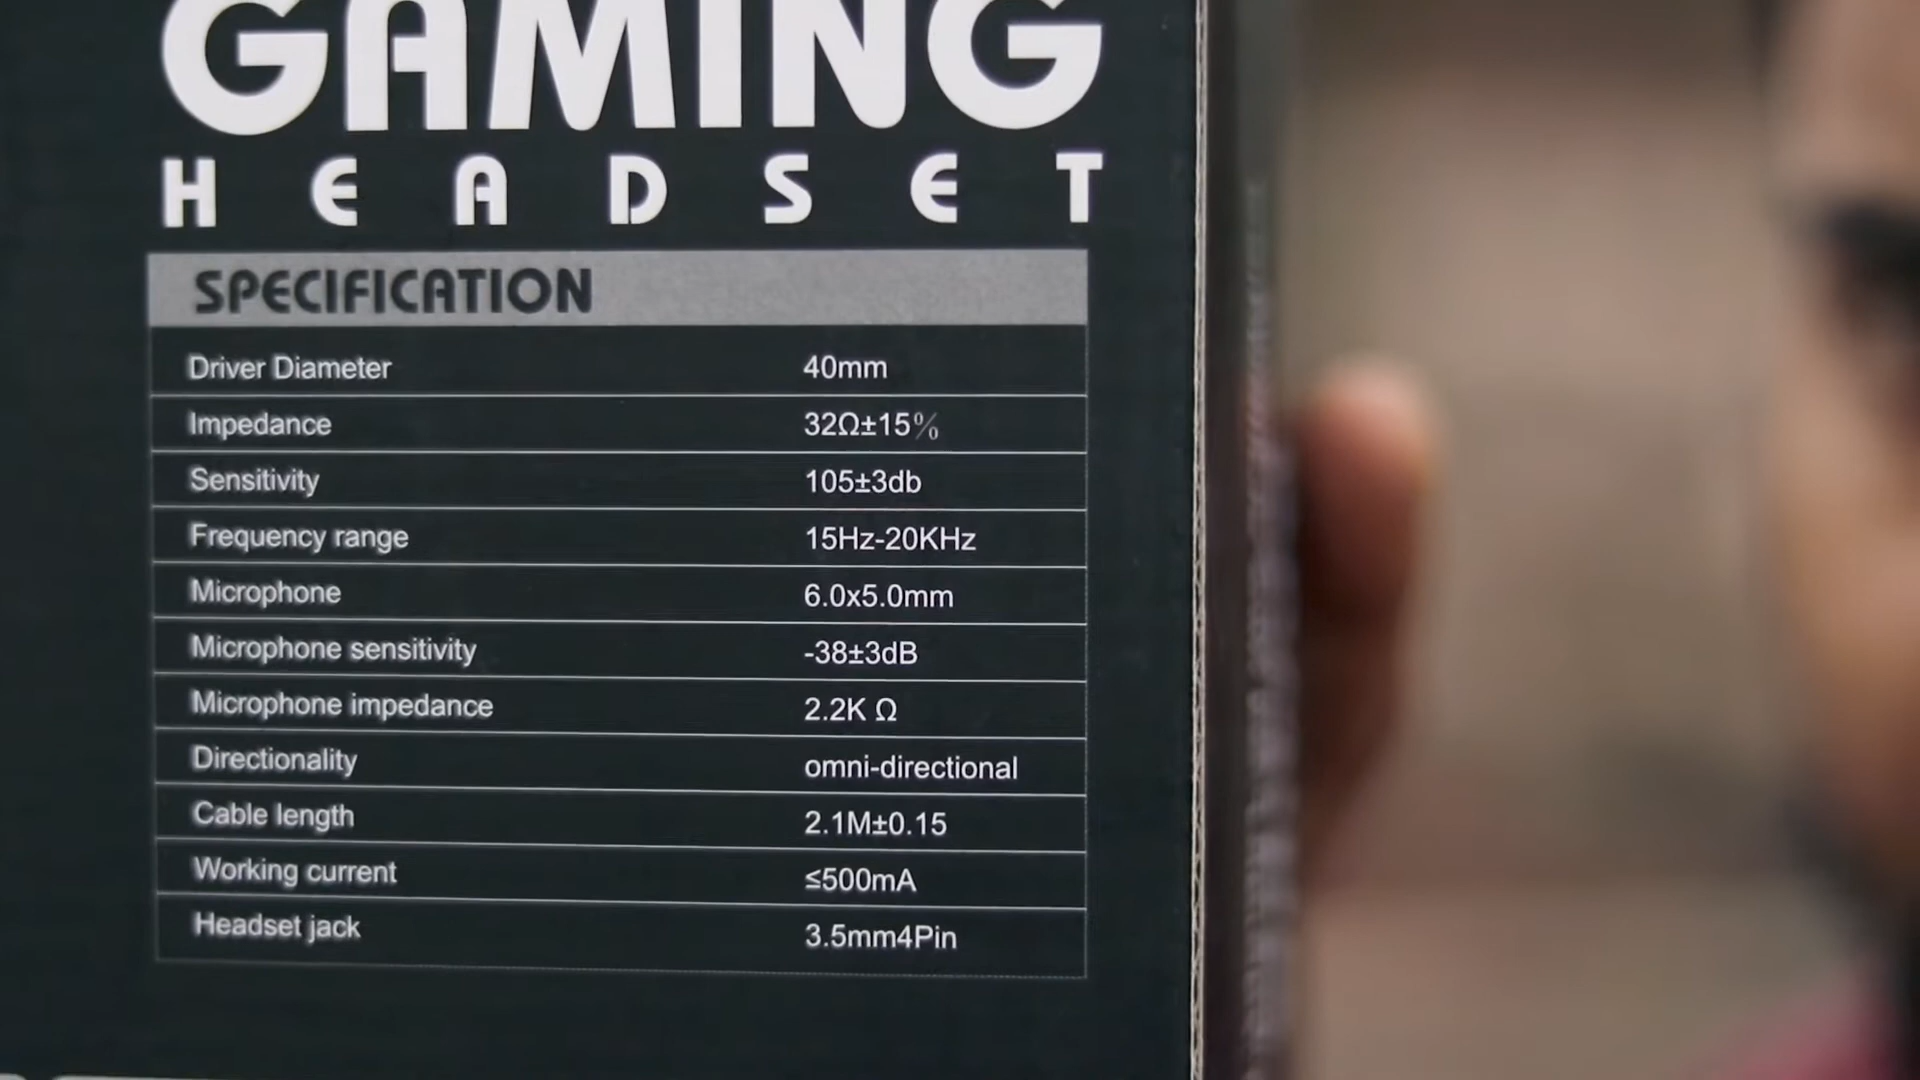 GAMING
HEADSET
SPECIFICATION
Driver Diameter 40mm
Impedance 32Ω±15%
Sensitivity 105±3db
Frequency range 15Hz-20KHz
Microphone 6.0x5.0mm
Microphone sensitivity -38±3dB
Microphone impedance 2.2K Ω
Directionality omni-directional
Cable length 2.1M±0.15
Working current ≤500mA
Headset jack 3.5mm4Pin